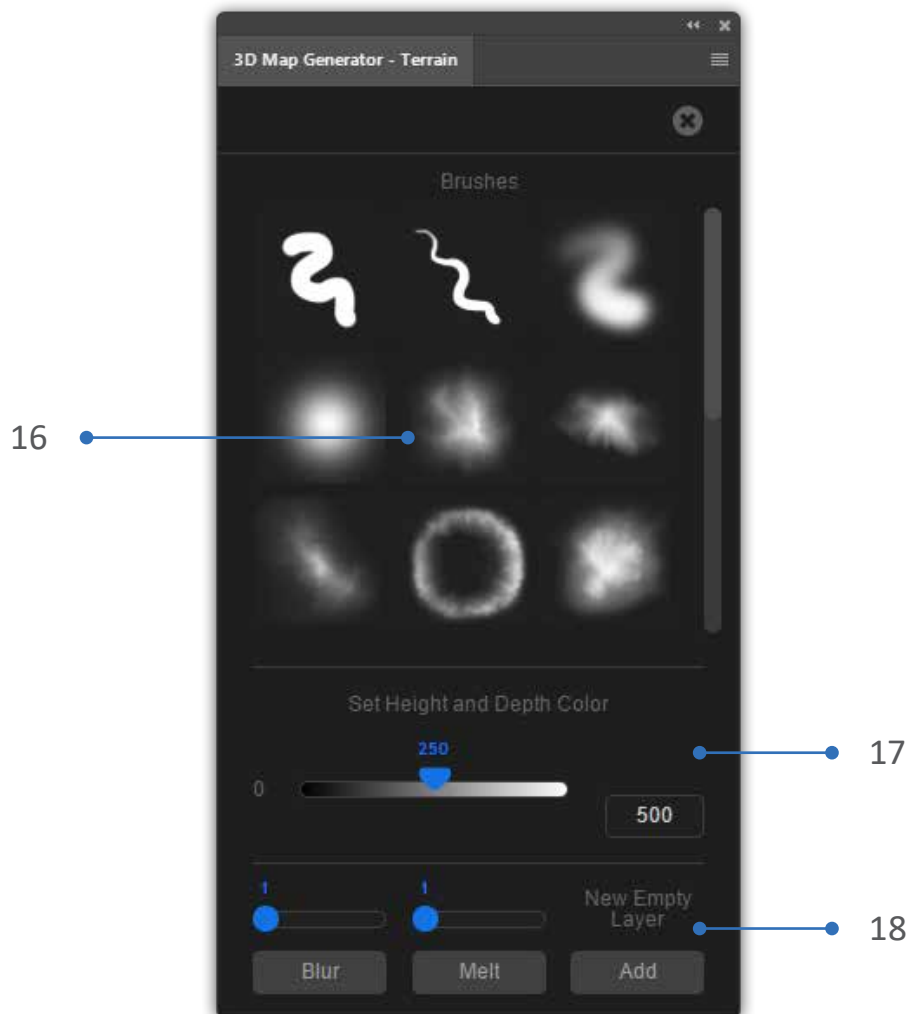 3D Map Generator - Terrain
Brushes
16
Set Height and Depth Color
250
17
0
500
1
1
New Empty
Layer
18
Blur
Melt
Add